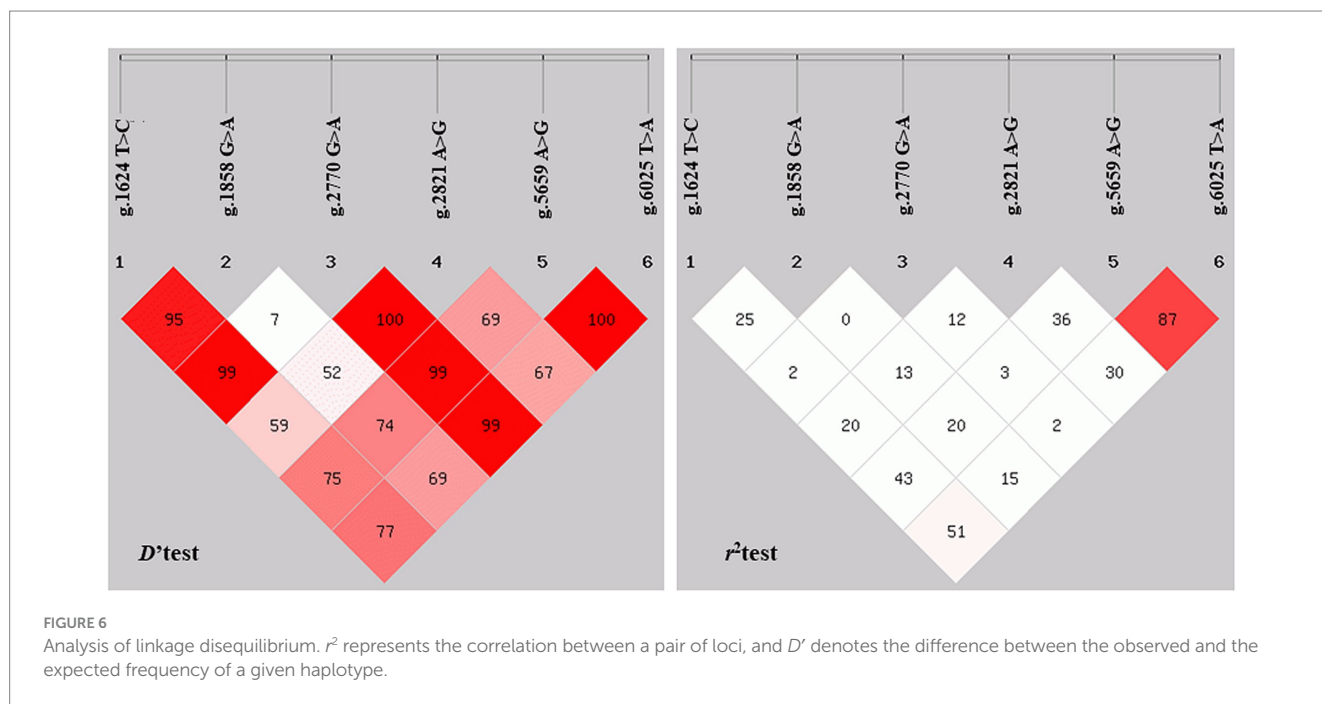 g.1624 T>C
g.1858 G>A
g.2770 G>A
g.2821 A>G
g.5659 A>G
g.6025 T>A
1 2 3 4 5 6
95 7 100 69 100
99 52 99 67
59 74 99
75 69
77
D’test
g.1624 T>C
g.1858 G>A
g.2770 G>A
g.2821 A>G
g.5659 A>G
g.6025 T>A
1 2 3 4 5 6
25 0 12 36 87
2 13 3 30
20 20 2
43 15
51
r²test
FIGURE 6
Analysis of linkage disequilibrium. r² represents the correlation between a pair of loci, and D′ denotes the difference between the observed and the
expected frequency of a given haplotype.